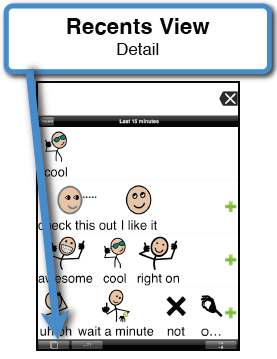 Recents View
Detail
Last 15 minutes
cool
check this out I like it
awesome cool right on
uh oh wait a minute not o...